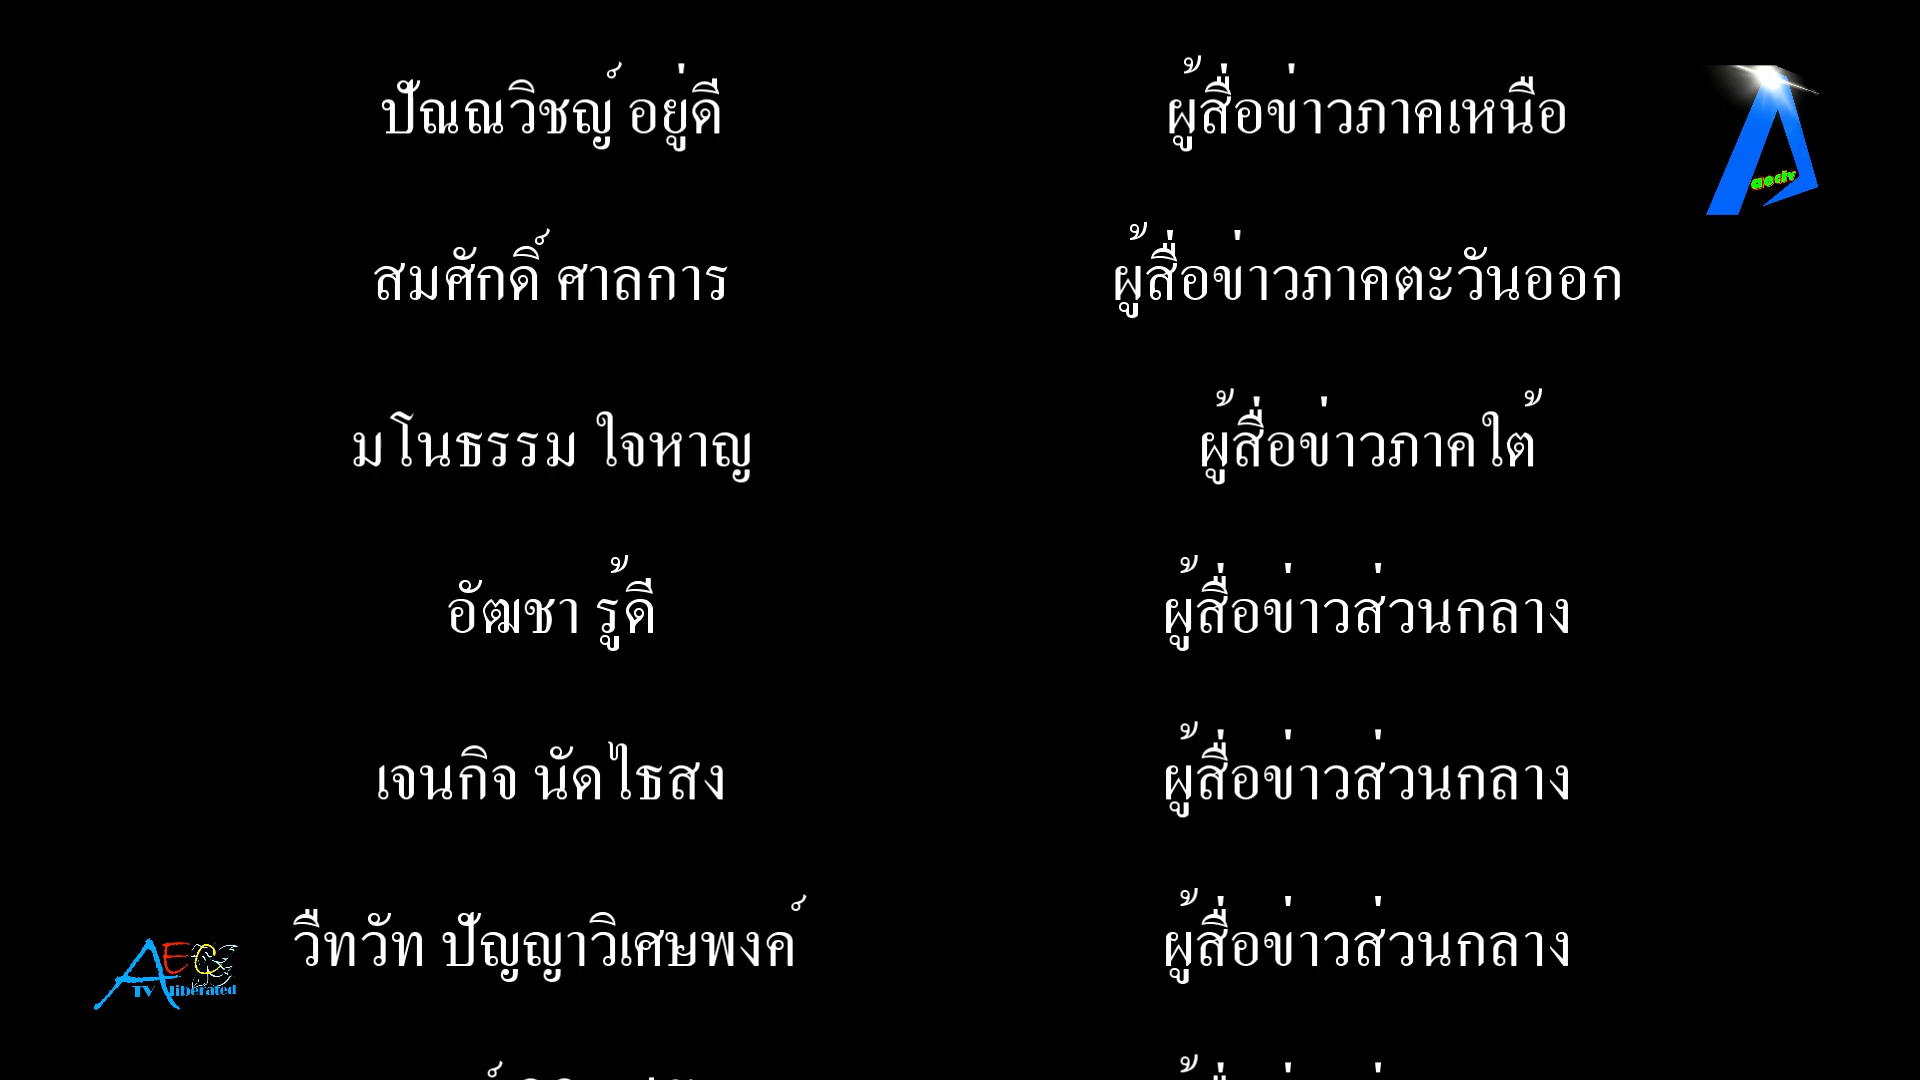 ปัณณวิชญ์ อยู่ดี ผู้สื่อข่าวภาคเหนือ
aectv
สมศักดิ์ ศาลการ ผู้สื่อข่าวภาคตะวันออก
มโนธรรม ใจหาญ ผู้สื่อข่าวภาคใต้
อัฒชา รู้ดี ผู้สื่อข่าวส่วนกลาง
เจนกิจ นัดไธสง ผู้สื่อข่าวส่วนกลาง
วืทวัท ปัญญาวิเศษพงค์ ผู้สื่อข่าวส่วนกลาง
AEC
TV liberated